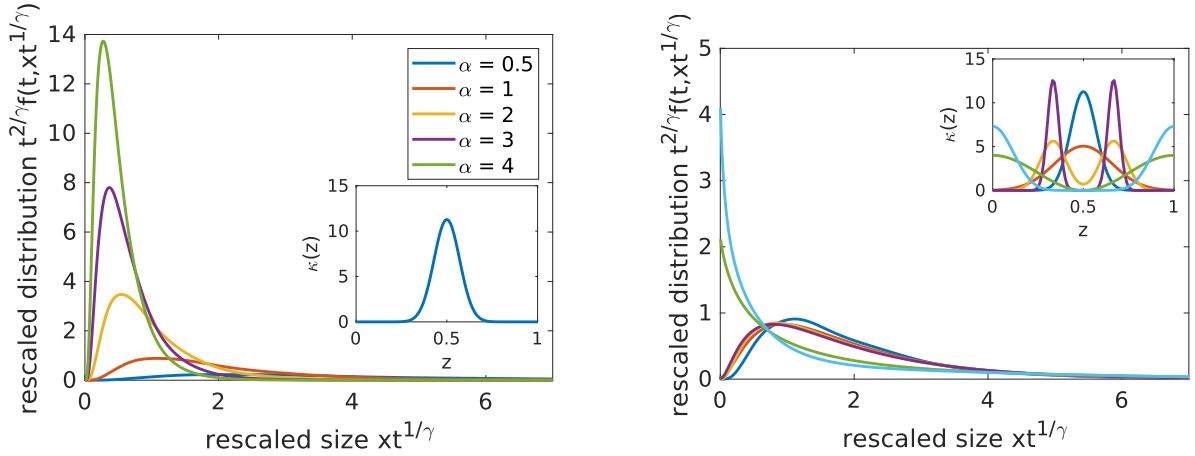 rescaled distribution t^{2/γ}f(t,xt^{1/γ})
14
12
10
8
6
4
2
0
0 2 4 6
rescaled size xt^{1/γ}
α = 0.5
α = 1
α = 2
α = 3
α = 4
κ(z)
15
10
5
0
0 0.5 1
z
rescaled distribution t^{2/γ}f(t,xt^{1/γ})
5
4
3
2
1
0
0 2 4 6
rescaled size xt^{1/γ}
κ(z)
15
10
5
0
0 0.5 1
z